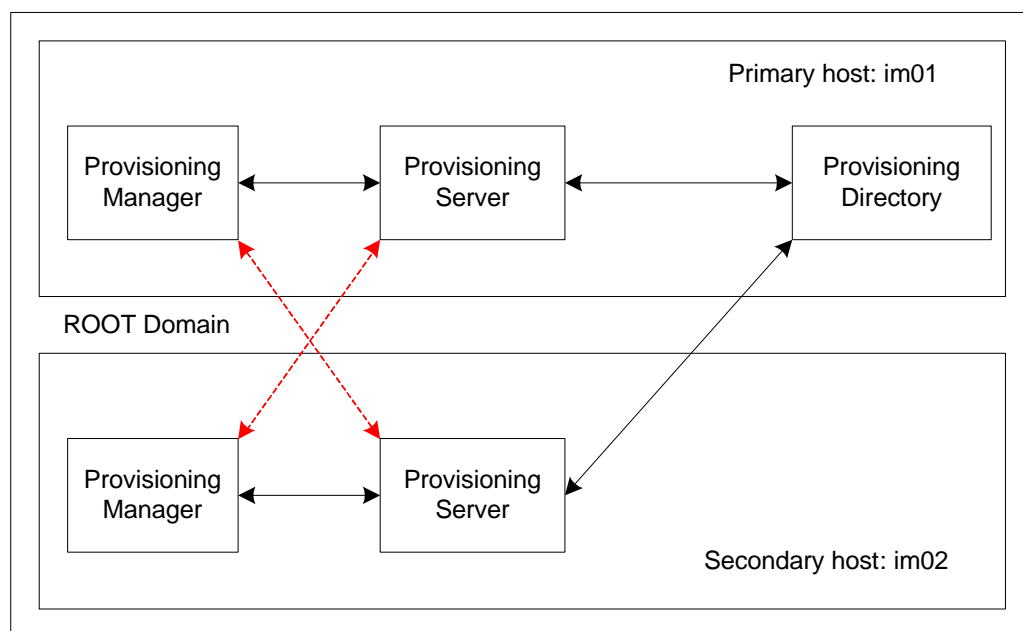 Primary host: im01
Provisioning
Manager
Provisioning
Server
Provisioning
Directory
ROOT Domain
Provisioning
Manager
Provisioning
Server
Secondary host: im02